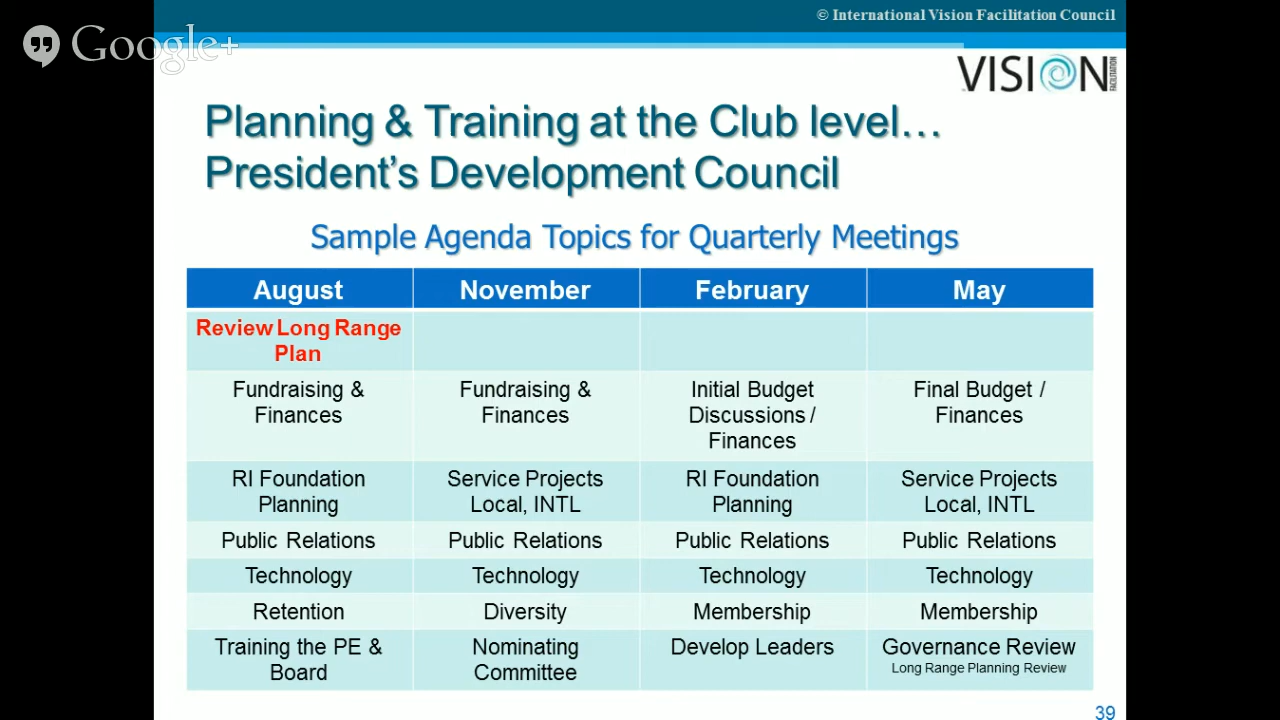 © International Vision Facilitation Council
Google+
VISION
FACILITATION
Planning & Training at the Club level…
President's Development Council
Sample Agenda Topics for Quarterly Meetings
August November February May
Review Long Range
Plan
Fundraising & Fundraising & Initial Budget Final Budget /
Finances Finances Discussions / Finances
Finances
RI Foundation Service Projects RI Foundation Service Projects
Planning Local, INTL Planning Local, INTL
Public Relations Public Relations Public Relations Public Relations
Technology Technology Technology Technology
Retention Diversity Membership Membership
Training the PE & Nominating Develop Leaders Governance Review
Board Committee Long Range Planning Review
39